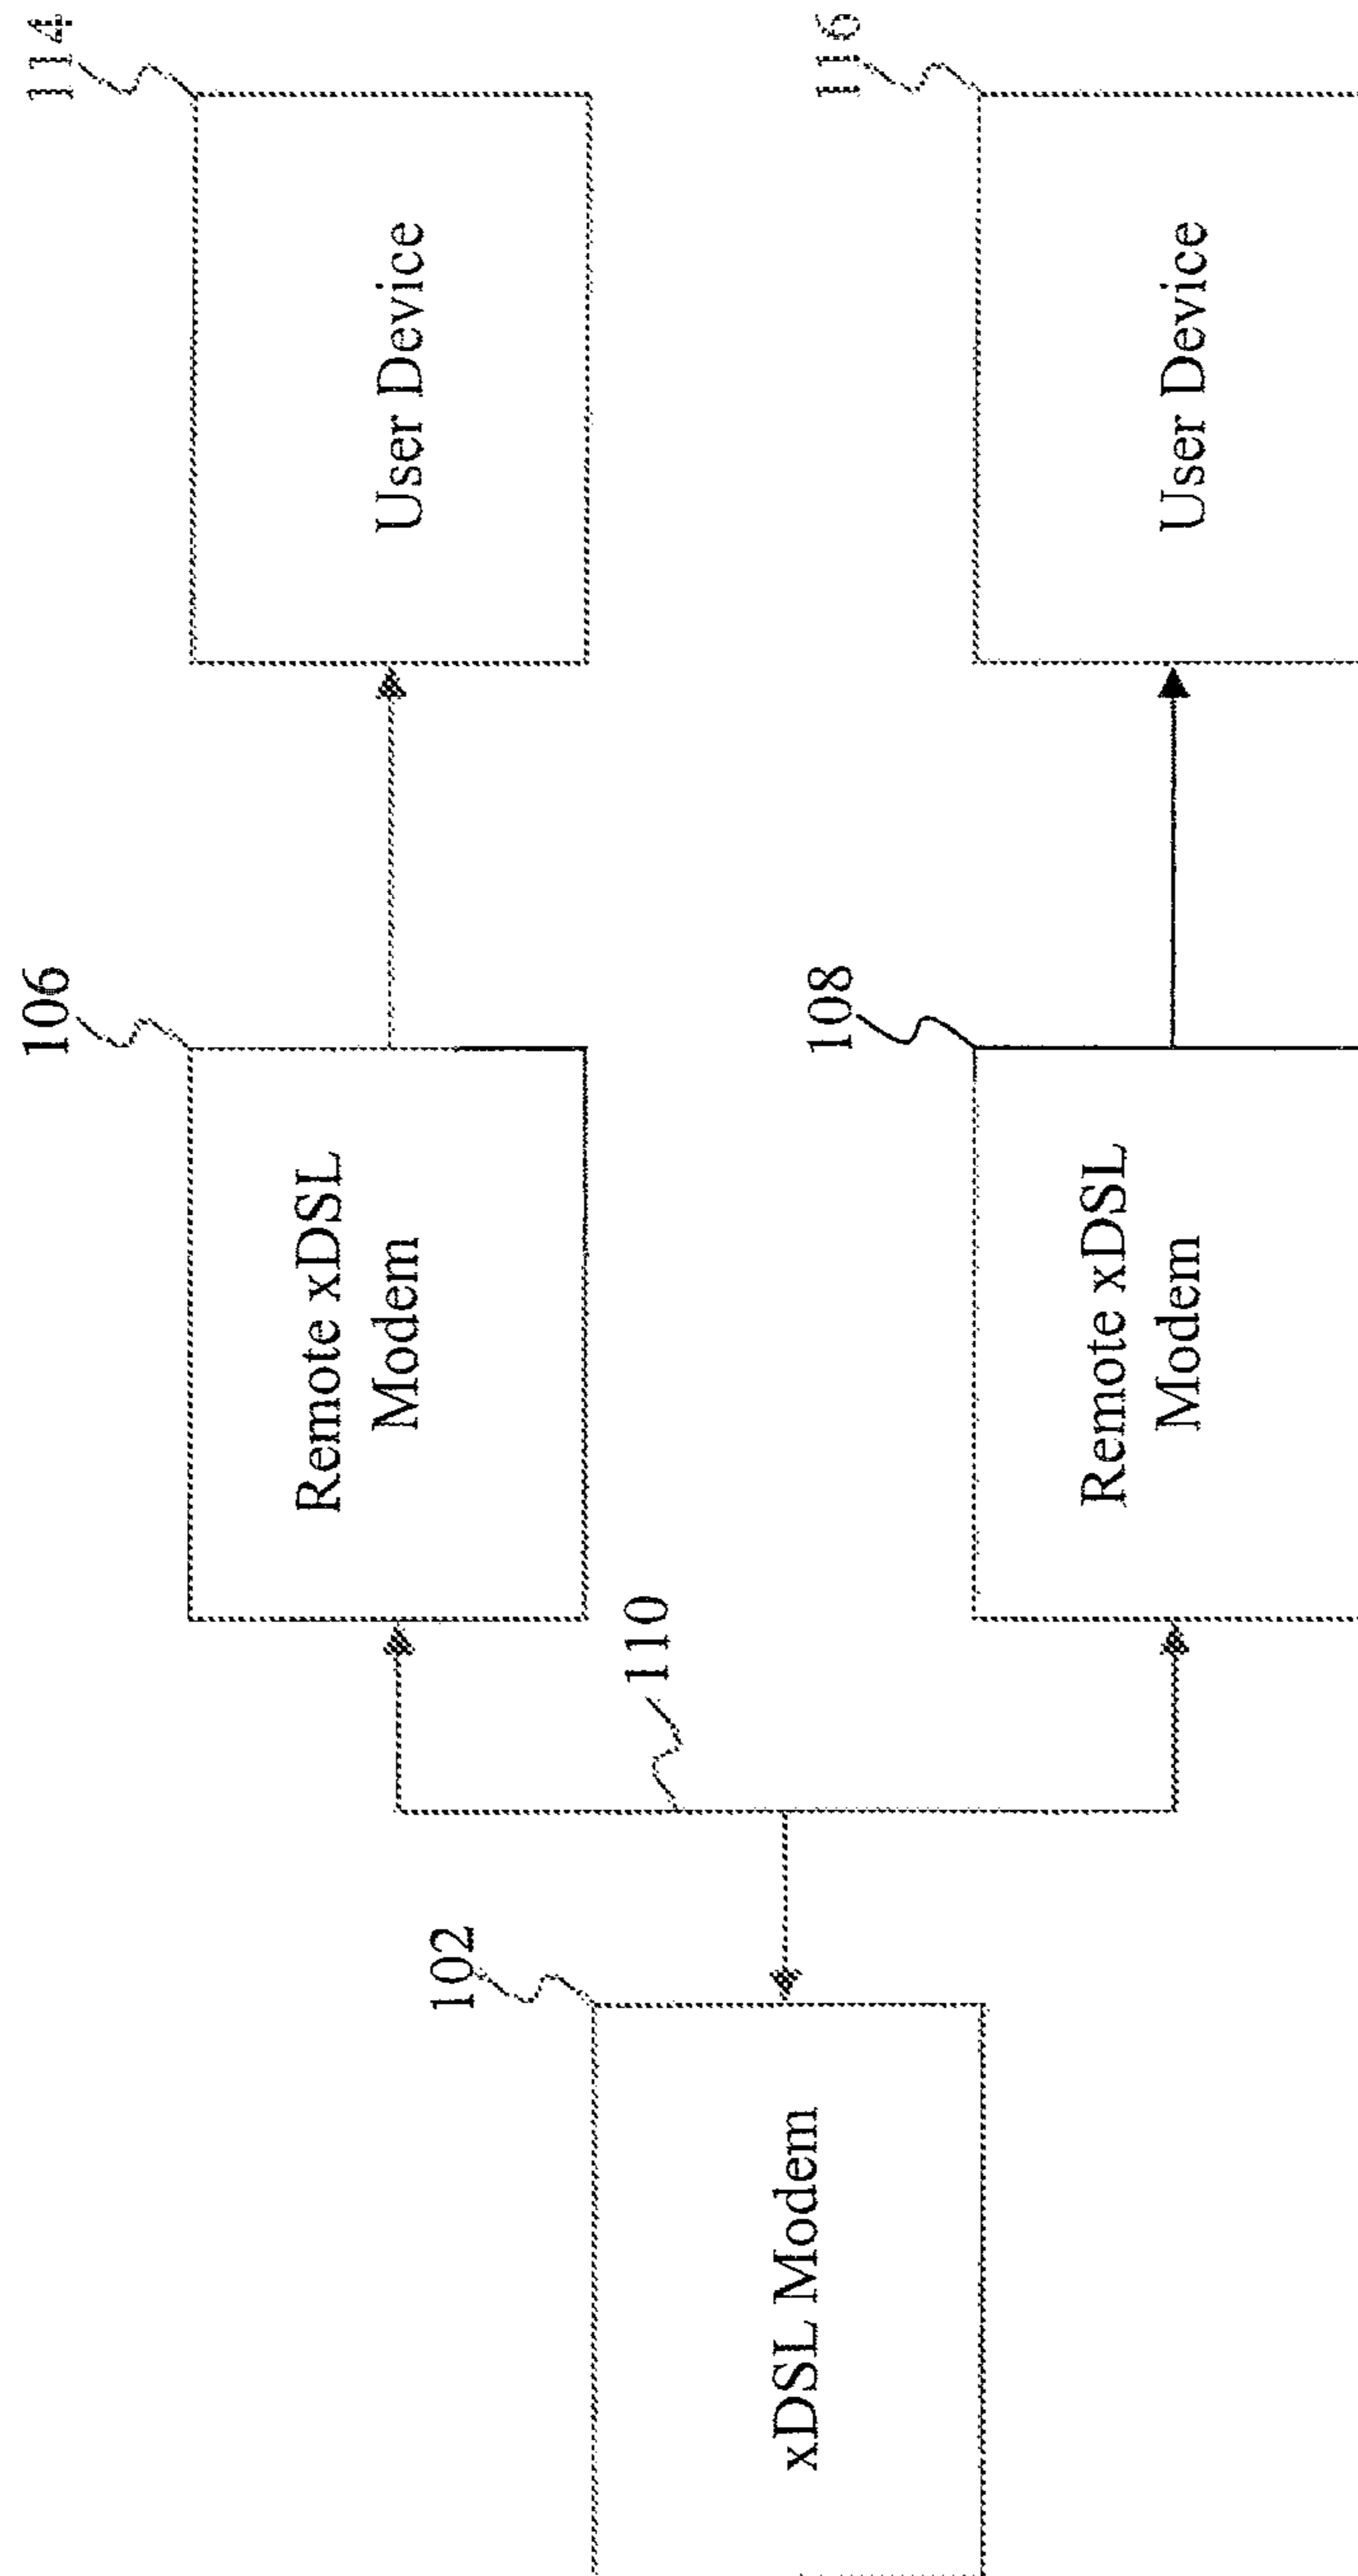 114
User Device
106
Remote xDSL
Modem
110
102
xDSL Modem
116
User Device
108
Remote xDSL
Modem